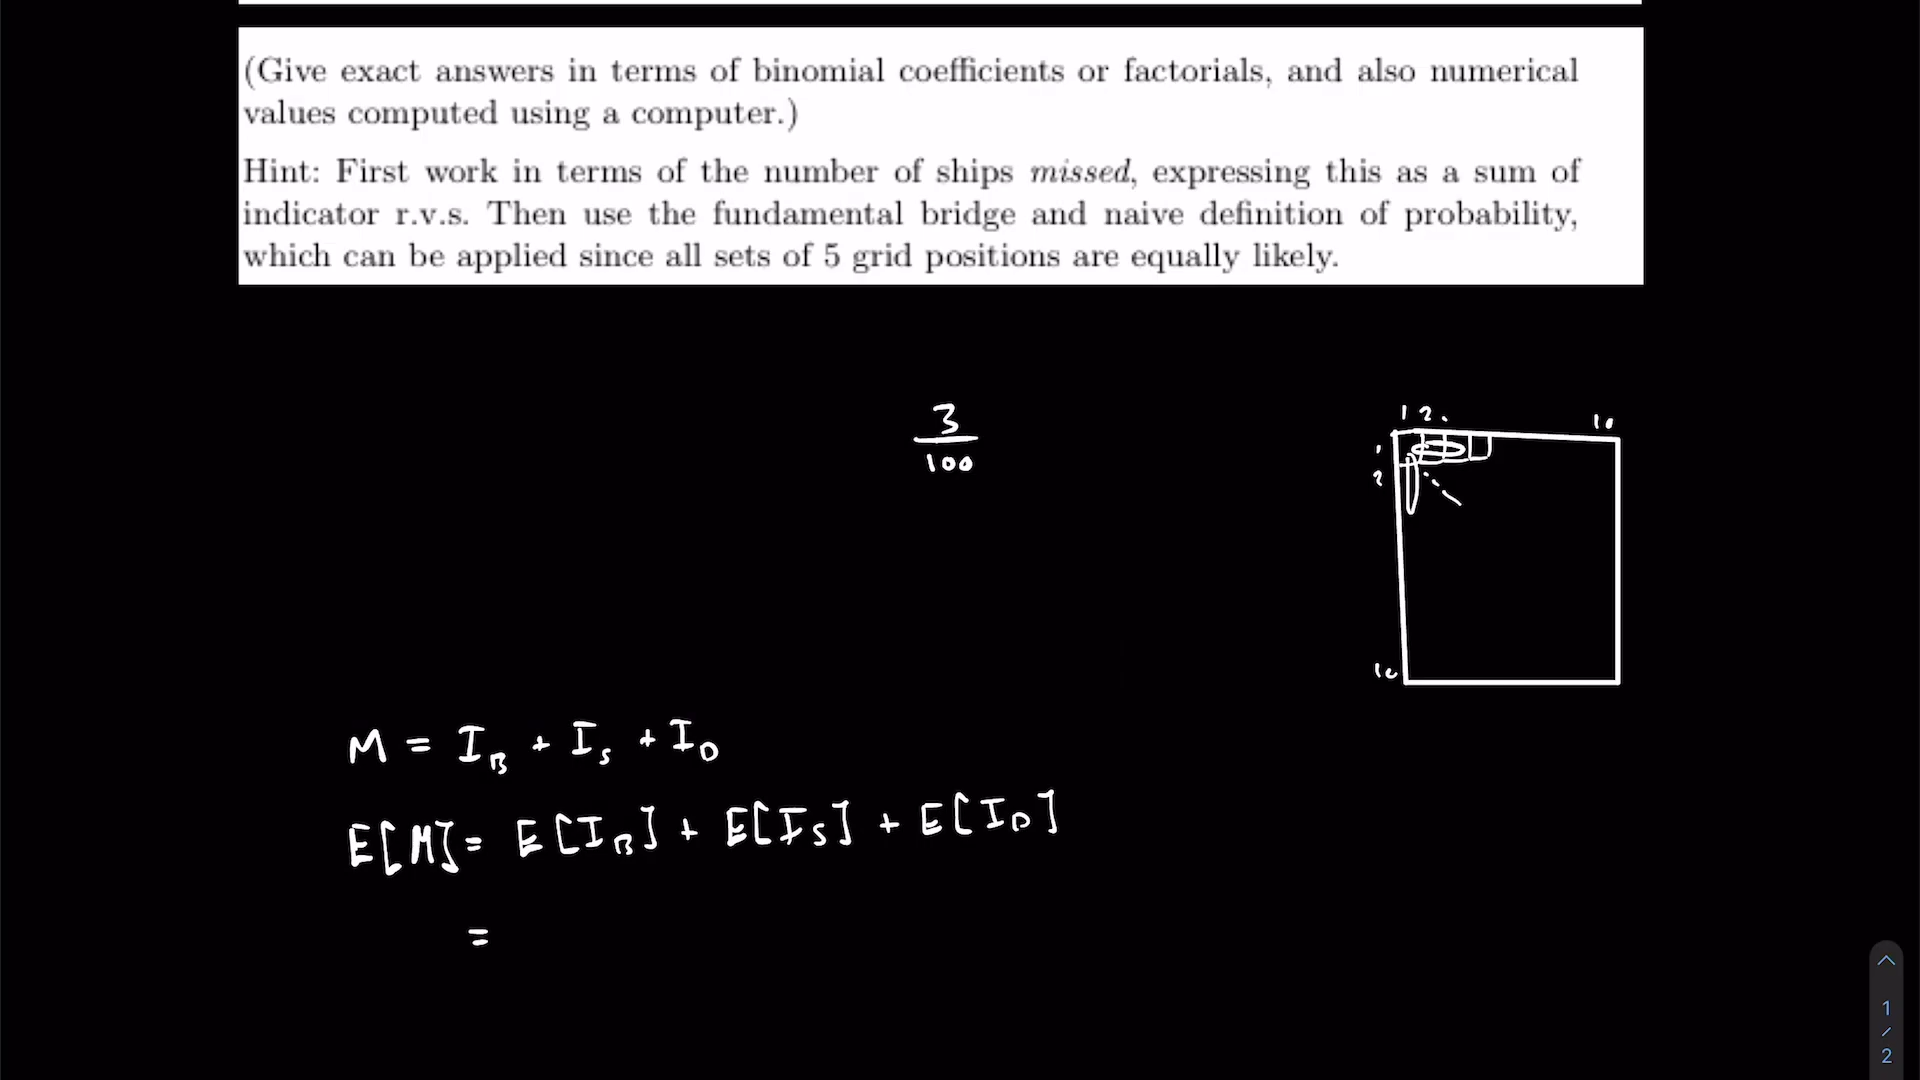 (Give exact answers in terms of binomial coefficients or factorials, and also numerical
values computed using a computer.)
Hint: First work in terms of the number of ships missed, expressing this as a sum of
indicator r.v.s. Then use the fundamental bridge and naive definition of probability,
which can be applied since all sets of 5 grid positions are equally likely.
3
100
1 2 .
10
1
2
10
M = I_B + I_S + I_D
E[M] = E[I_B] + E[I_S] + E[I_D]
=
1
/
2